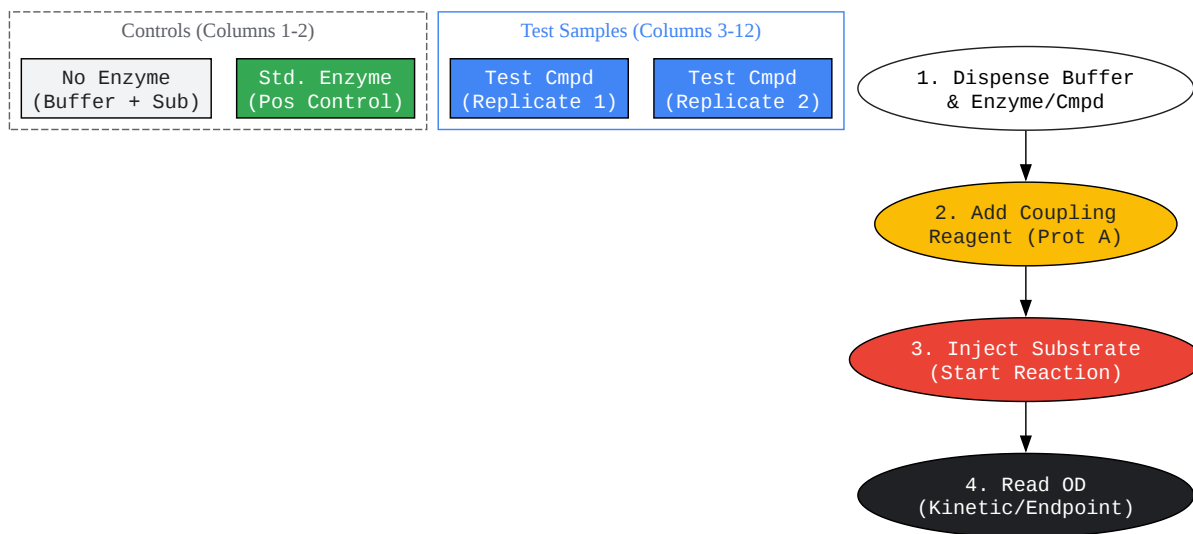 Controls (Columns 1-2)
No Enzyme
(Buffer + Sub)
Std. Enzyme
(Pos Control)
Test Samples (Columns 3-12)
Test Cmpd
(Replicate 1)
Test Cmpd
(Replicate 2)
1. Dispense Buffer
& Enzyme/Cmpd
2. Add Coupling
Reagent (Prot A)
3. Inject Substrate
(Start Reaction)
4. Read OD
(Kinetic/Endpoint)